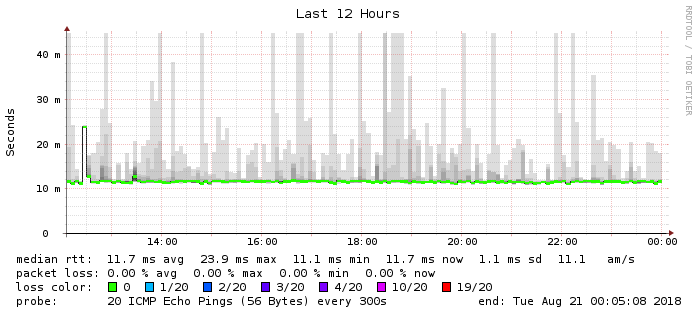 Last 12 Hours
RRDTOOL / TOBI OETIKER
Seconds
40 m
30 m
20 m
10 m
0
14:00 16:00 18:00 20:00 22:00 00:00
median rtt: 11.7 ms avg 23.9 ms max 11.1 ms min 11.7 ms now 1.1 ms sd 11.1 am/s
packet loss: 0.00 % avg 0.00 % max 0.00 % min 0.00 % now
loss color: 0 1/20 2/20 3/20 4/20 10/20 19/20
probe: 20 ICMP Echo Pings (56 Bytes) every 300s end: Tue Aug 21 00:05:08 2018